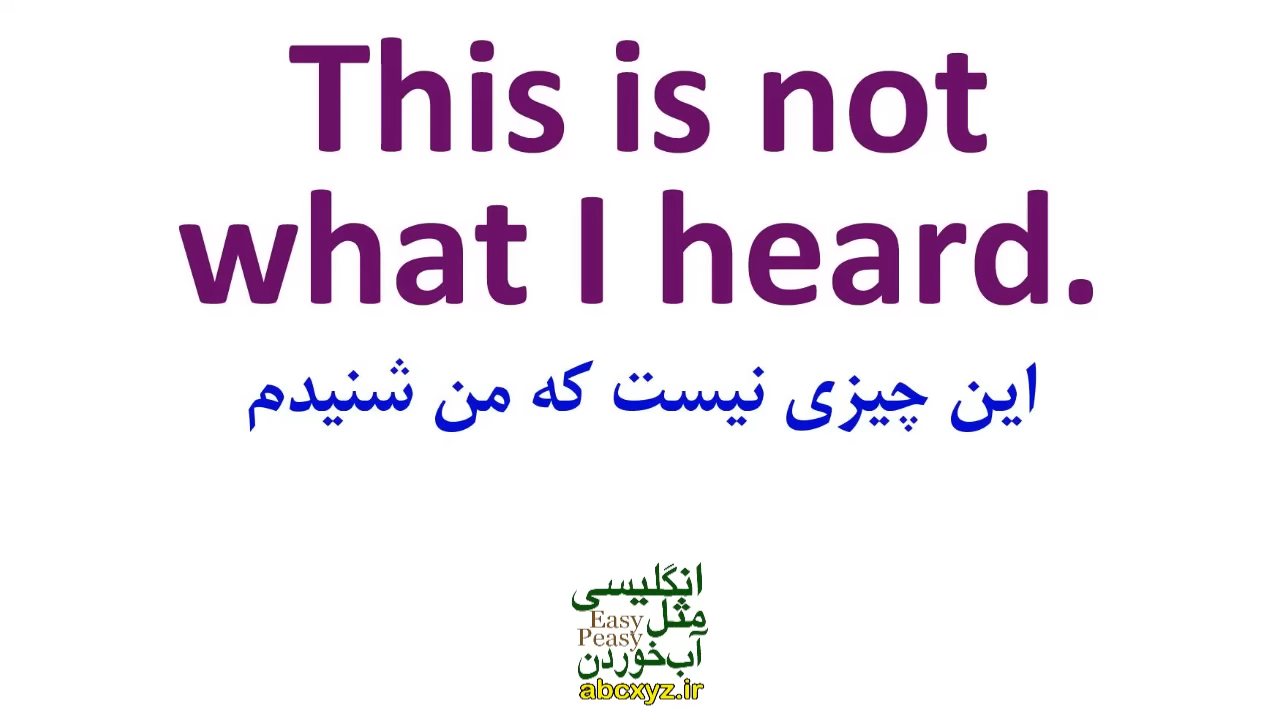 This is not
what I heard.
این چیزی نیست که من شنیدم
انگلیسی
مثل
Easy
Peasy
آب خوردن
abcxyz.ir